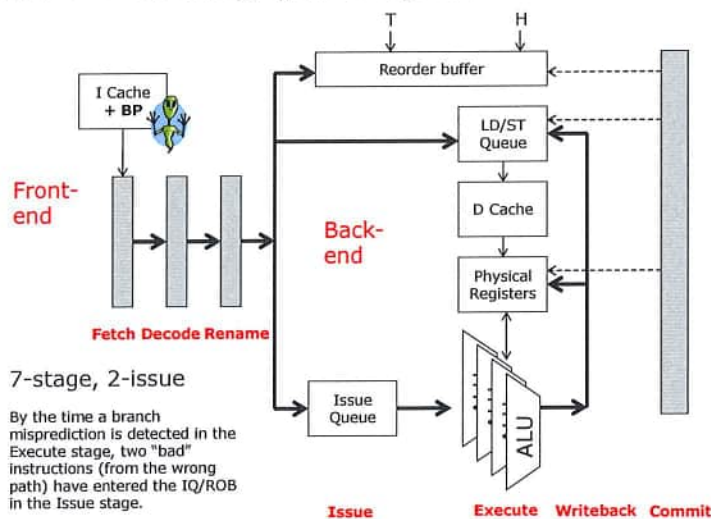 T H
Reorder buffer
I Cache
+ BP
LD/ST
Queue
Front-
end
D Cache
Back-
end
Physical
Registers
Fetch Decode Rename
7-stage, 2-issue
Issue
Queue
ALU
By the time a branch
misprediction is detected in the
Execute stage, two "bad"
instructions (from the wrong
path) have entered the IQ/ROB
in the Issue stage.
Issue Execute Writeback Commit